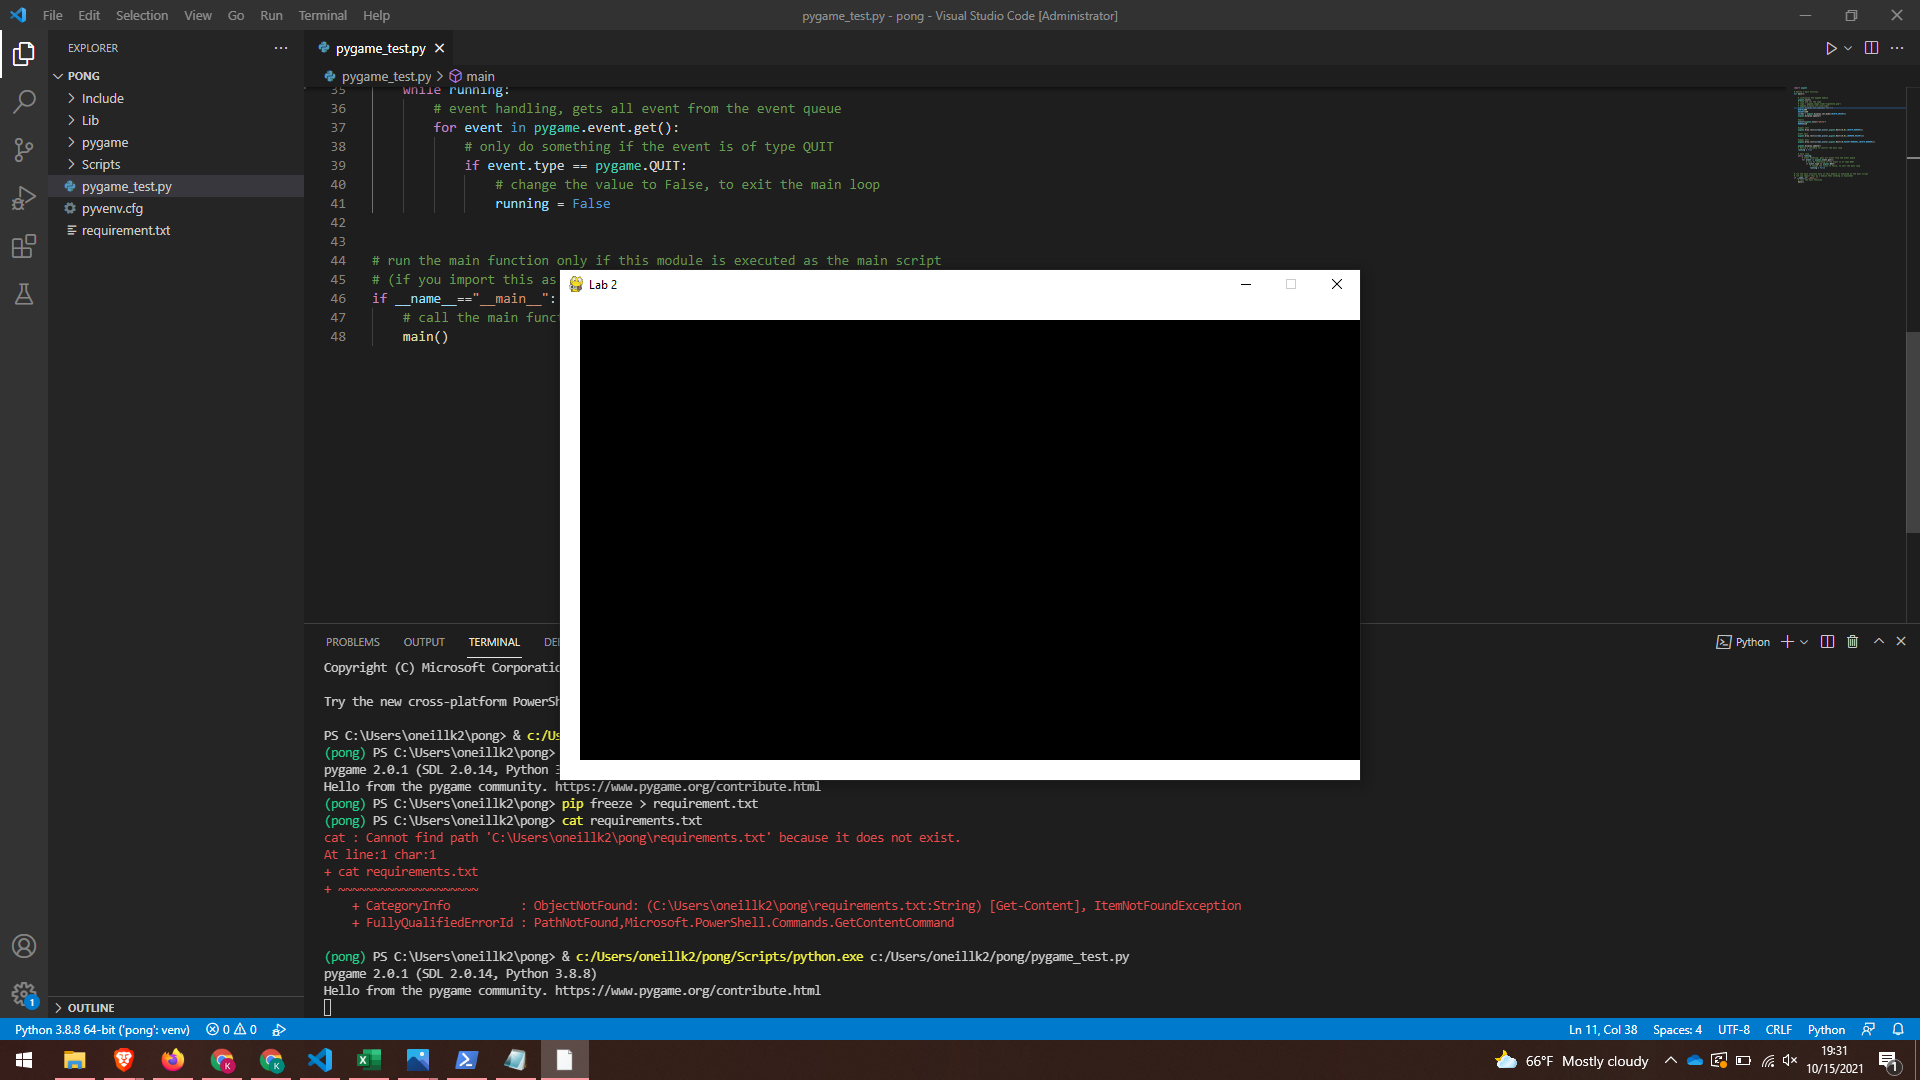 File Edit Selection View Go Run Terminal Help
pygame_test.py - pong - Visual Studio Code [Administrator]
EXPLORER
PONG
Include
Lib
pygame
Scripts
pygame_test.py
pyvenv.cfg
requirement.txt
OUTLINE
pygame_test.py
pygame_test.py > main
35 while running:
36 # event handling, gets all event from the event queue
37 for event in pygame.event.get():
38 # only do something if the event is of type QUIT
39 if event.type == pygame.QUIT:
40 # change the value to False, to exit the main loop
41 running = False
42
43
44 # run the main function only if this module is executed as the main script
45 # (if you import this as
46 if __name__=="__main__":
47 # call the main funct
48 main()
Lab 2
PROBLEMS OUTPUT TERMINAL DE
Python
Copyright (C) Microsoft Corporatio
Try the new cross-platform PowerSh
PS C:\Users\oneillk2\pong> & c:/Us
(pong) PS C:\Users\oneillk2\pong>
pygame 2.0.1 (SDL 2.0.14, Python 3
Hello from the pygame community. https://www.pygame.org/contribute.html
(pong) PS C:\Users\oneillk2\pong> pip freeze > requirement.txt
(pong) PS C:\Users\oneillk2\pong> cat requirements.txt
cat : Cannot find path 'C:\Users\oneillk2\pong\requirements.txt' because it does not exist.
At line:1 char:1
+ cat requirements.txt
+ ~~~~~~~~~~~~~~~~~~~~
+ CategoryInfo : ObjectNotFound: (C:\Users\oneillk2\pong\requirements.txt:String) [Get-Content], ItemNotFoundException
+ FullyQualifiedErrorId : PathNotFound,Microsoft.PowerShell.Commands.GetContentCommand
(pong) PS C:\Users\oneillk2\pong> & c:/Users/oneillk2/pong/Scripts/python.exe c:/Users/oneillk2/pong/pygame_test.py
pygame 2.0.1 (SDL 2.0.14, Python 3.8.8)
Hello from the pygame community. https://www.pygame.org/contribute.html
1
Python 3.8.8 64-bit ('pong': venv) 0 0
Ln 11, Col 38 Spaces: 4 UTF-8 CRLF Python
K K
66°F Mostly cloudy
19:31
10/15/2021
1